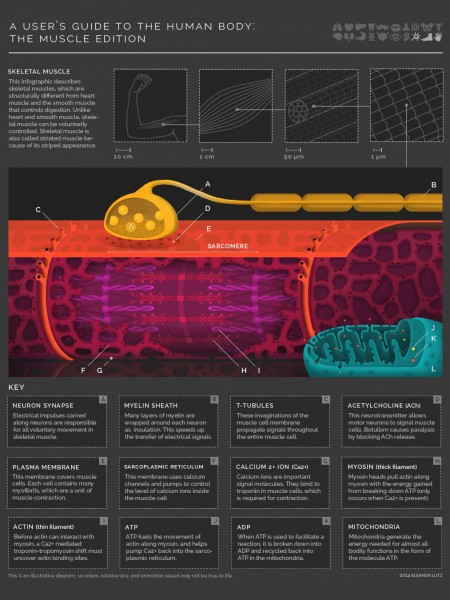 A USER'S GUIDE TO THE HUMAN BODY:
THE MUSCLE EDITION
SKELETAL MUSCLE
This infographic describes
skeletal muscles, which are
structurally different from heart
muscle and the smooth muscle
that controls digestion. Unlike
heart and smooth muscle, skele-
tal muscle can be voluntarily
controlled. Skeletal muscle is
also called striated muscle be-
cause of its striped appearance.
10 cm
1 cm
50 µm
1 µm
A
B
C
D
E
SARCOMERE
F
G
H
I
J
K
L
KEY
NEURON SYNAPSE
A
Electrical impulses carried
along neurons are responsible
for all voluntary movement in
skeletal muscle.
MYELIN SHEATH
B
Many layers of myelin are
wrapped around each neuron
as insulation. This speeds up
the transfer of electrical signals.
T-TUBULES
C
These invaginations of the
muscle cell membrane
propagate signals throughout
the entire muscle cell.
ACETYLCHOLINE (ACh)
D
This neurotransmitter allows
motor neurons to signal muscle
cells. Botulism causes paralysis
by blocking ACh release.
PLASMA MEMBRANE
E
This membrane covers muscle
cells. Each cell contains many
myofibrils, which are a unit of
muscle contraction.
SARCOPLASMIC RETICULUM
F
This membrane uses calcium
channels and pumps to control
the level of calcium ions inside
the muscle cell.
CALCIUM 2+ ION (Ca2+)
G
Calcium ions are important
signal molecules. They bind to
troponin in muscle cells, which
is required for contraction.
MYOSIN (thick filament)
H
Myosin heads pull actin along
myosin with the energy gained
from breaking down ATP (only
occurs when Ca2+ is present).
ACTIN (thin filament)
I
Before actin can interact with
myosin, a Ca2+ mediated
troponin-tropomyosin shift must
uncover actin binding sites.
ATP
J
ATP fuels the movement of
actin along myosin, and helps
pump Ca2+ back into the sarco-
plasmic reticulum.
ADP
K
When ATP is used to facilitate a
reaction, it is broken down into
ADP and recycled back into
ATP in the mitochondria.
MITOCHONDRIA
L
Mitochondria generate the
energy needed for almost all
bodily functions in the form of
the molecule ATP.
This is an illustrative diagram, so colors, relative size, and animation speed may not be true to life.
2014 ELEANOR LUTZ